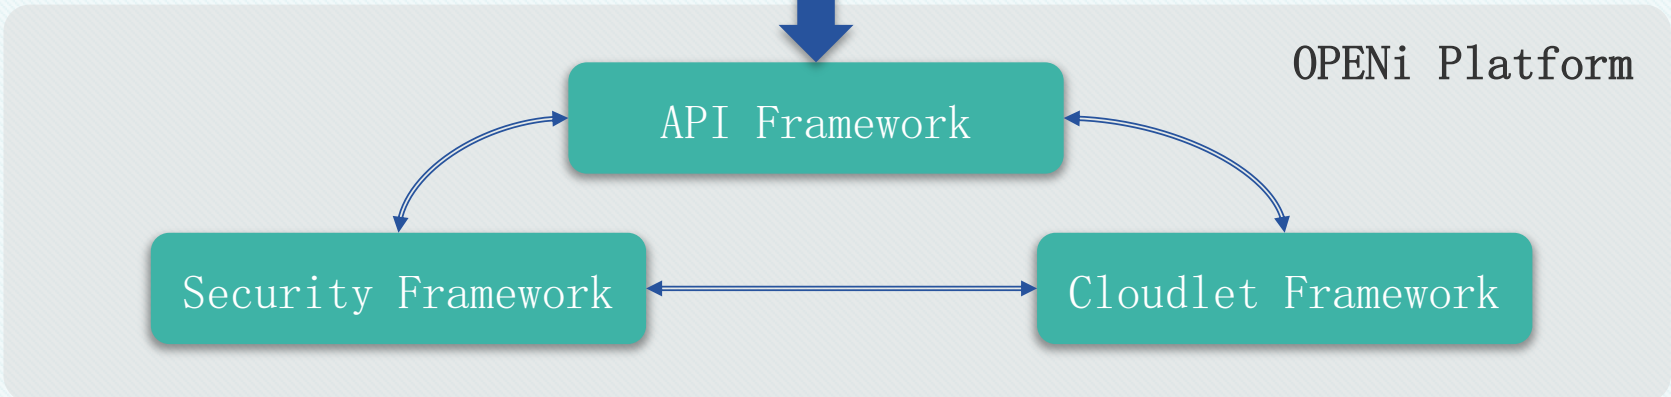 OPENi Platform
API Framework
Security Framework
Cloudlet Framework